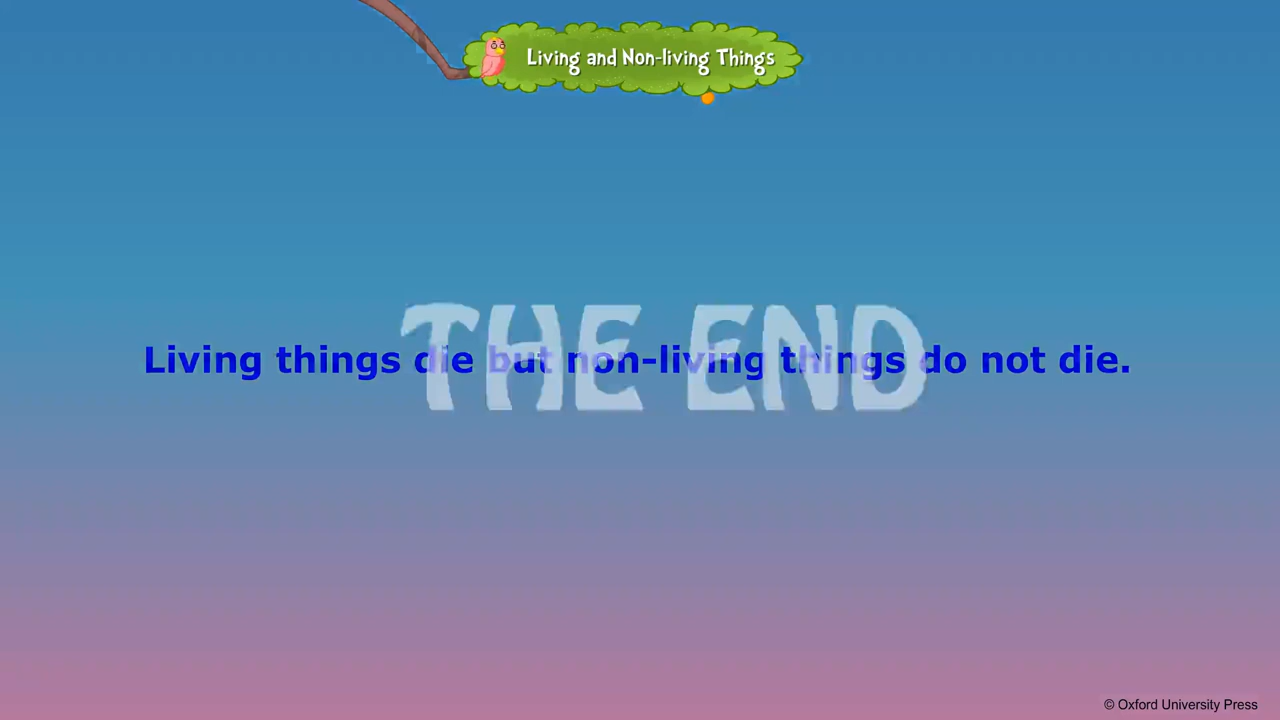 Living and Non-living Things
Living things die but non-living things do not die.
THE END
© Oxford University Press